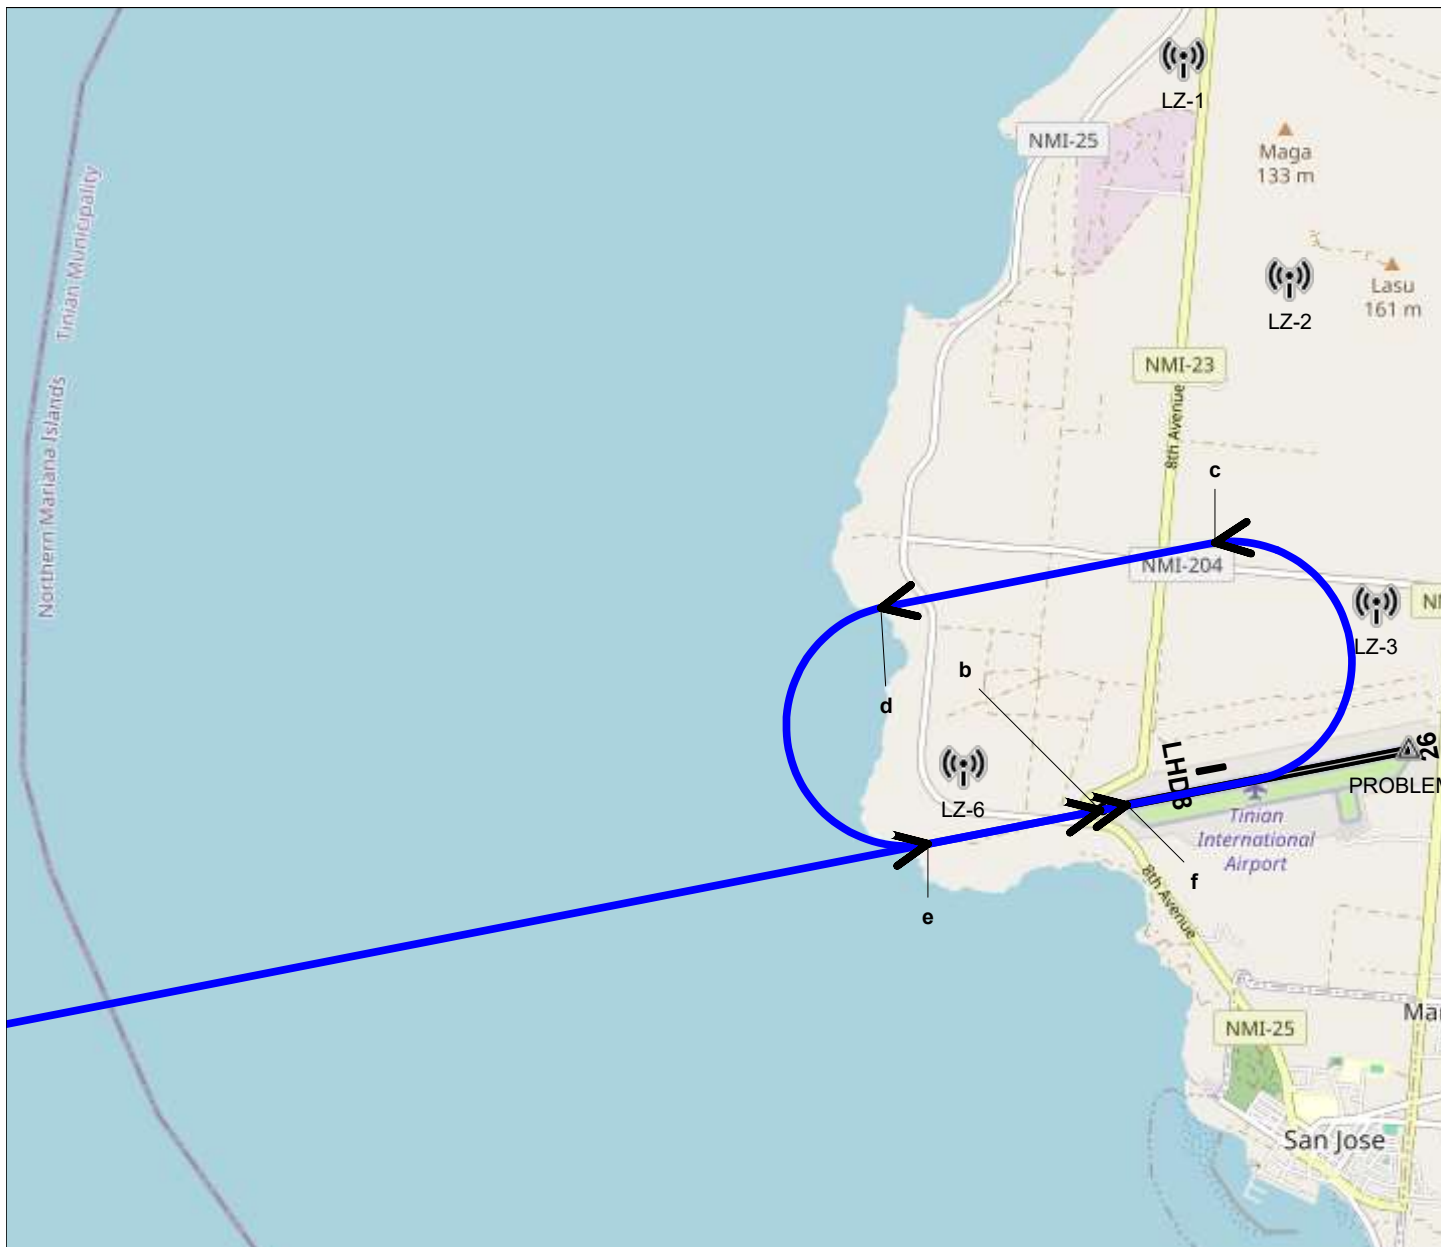 LZ-1
NMI-25
Maga
133 m
Tinian Municipality
Northern Mariana Islands
LZ-2
Lasu
161 m
NMI-23
8th Avenue
c
NMI-204
LZ-3
b
d
LHD8
26
PROBLEM
LZ-6
Tinian
International
Airport
f
8th Avenue
e
NMI-25
San Jose